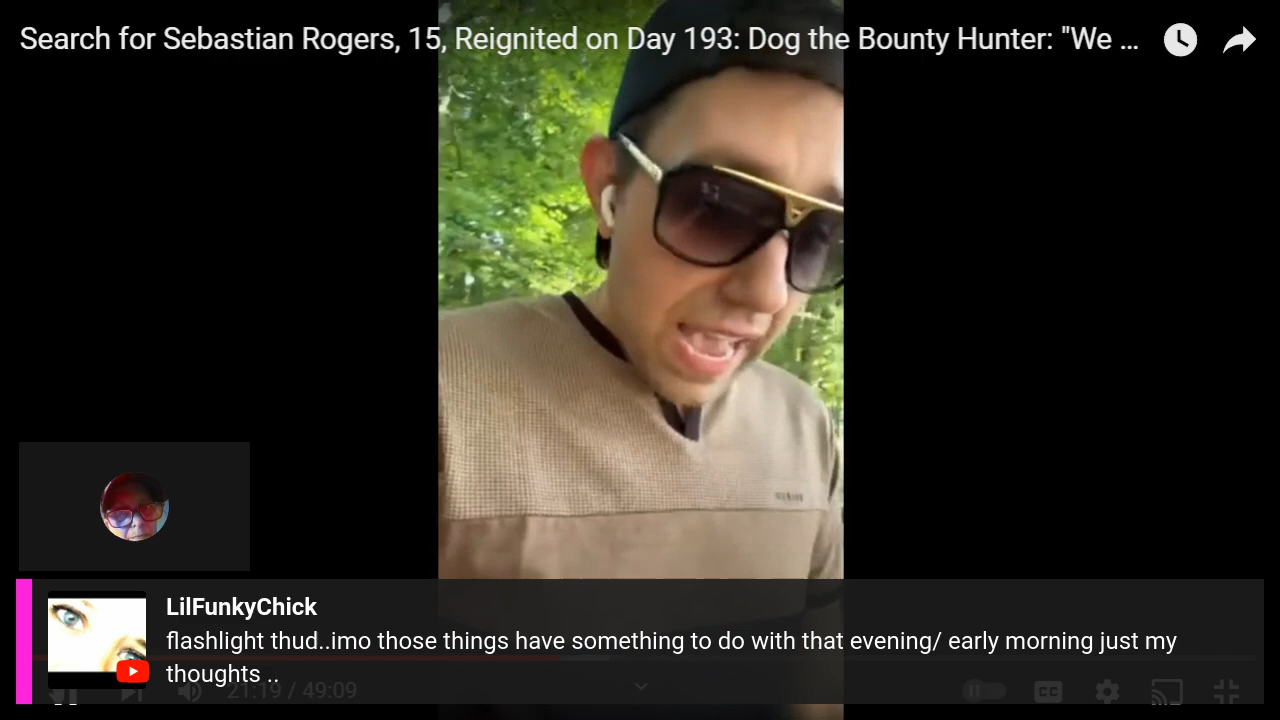 Search for Sebastian Rogers, 15, Reignited on Day 193: Dog the Bounty Hunter: "We ...
LilFunkyChick
flashlight thud..imo those things have something to do with that evening/ early morning just my
thoughts ..
21:19 / 49:09
CC